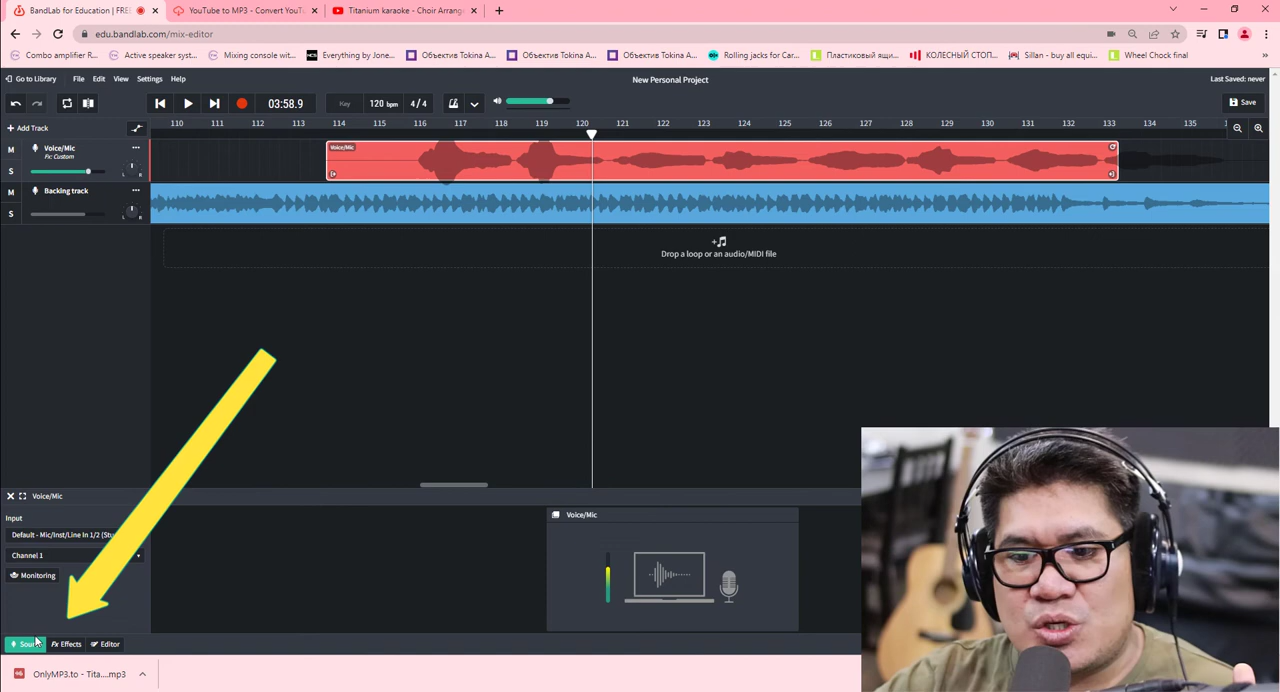 BandLab for Education | FREE
YouTube to MP3 - Convert YouTu
Titanium karaoke - Choir Arrang
edu.bandlab.com/mix-editor
Combo amplifier R...
Active speaker syst...
Mixing console wit...
Everything by Jone...
Объектив Tokina A...
Объектив Tokina A...
Объектив Tokina A...
Rolling jacks for Car...
Пластиковый ящи...
КОЛЕСНЫЙ СТОП...
Sillan - buy all equi...
Wheel Chock final
Go to Library
File
Edit
View
Settings
Help
New Personal Project
Last Saved: never
03:58.9
Key
120 bpm
4 / 4
Save
Add Track
110 111 112 113 114 115 116 117 118 119 120 121 122 123 124 125 126 127 128 129 130 131 132 133 134 135
M
Voice/Mic
Fx: Custom
S
L R
Voice/Mic
M
Backing track
S
L R
Drop a loop or an audio/MIDI file
Voice/Mic
Input
Default - Mic/Inst/Line In 1/2 (Stu
Channel 1
Monitoring
Voice/Mic
Fx Effects
Editor
OnlyMP3.to - Tita....mp3